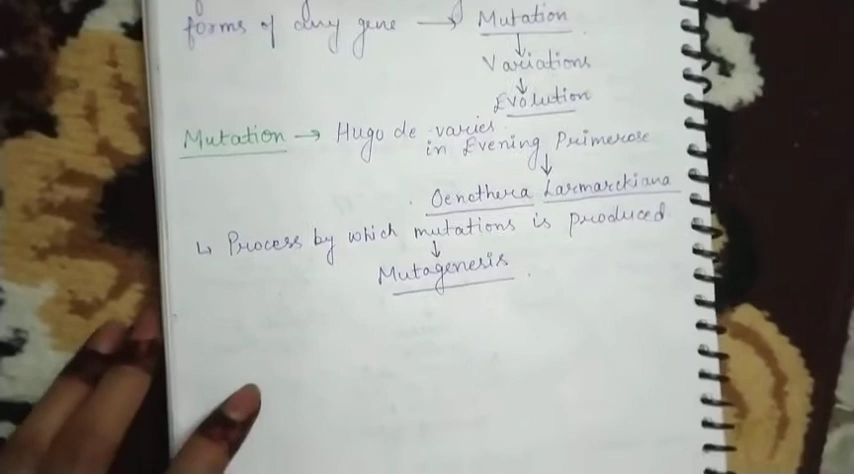 forms of any gene → Mutation
↓
Variations
↓
Evolution
Mutation → Hugo de varies
in Evening Primerose
↓
Oenothera Larmarckiana
↳ Process by which mutations is produced
↓
Mutagenesis.